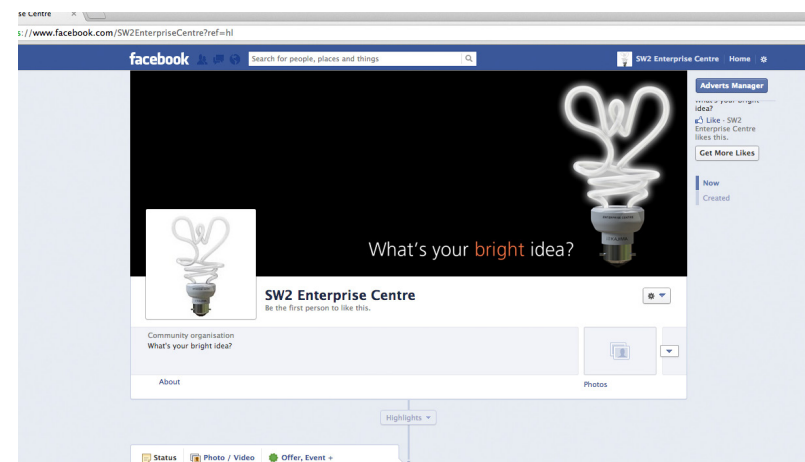 se Centre
s://www.facebook.com/SW2EnterpriseCentre?ref=hl
facebook
Search for people, places and things
SW2 Enterprise Centre
Home
Adverts Manager
idea?
Like · SW2
Enterprise Centre
likes this.
Get More Likes
Now
Created
What's your bright idea?
SW2 Enterprise Centre
Be the first person to like this.
Community organisation
What's your bright idea?
About
Photos
Highlights
Status
Photo / Video
Offer, Event +